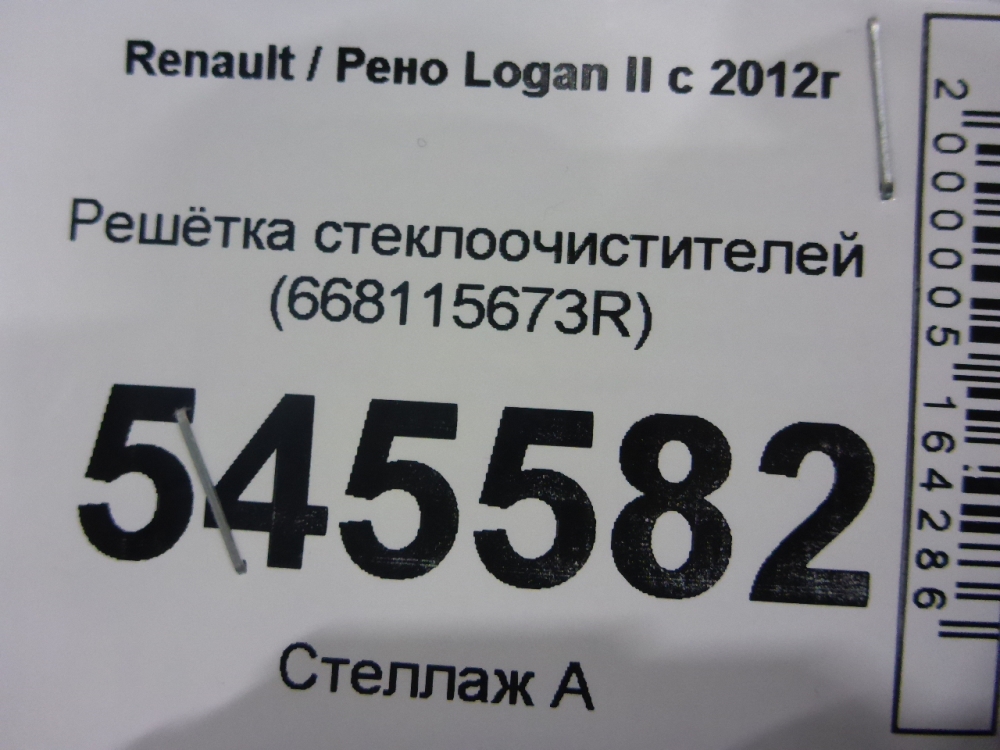 Renault / Рено Logan II с 2012г
Решётка стеклоочистителей
(668115673R)
545582
Стеллаж А
2000005164286